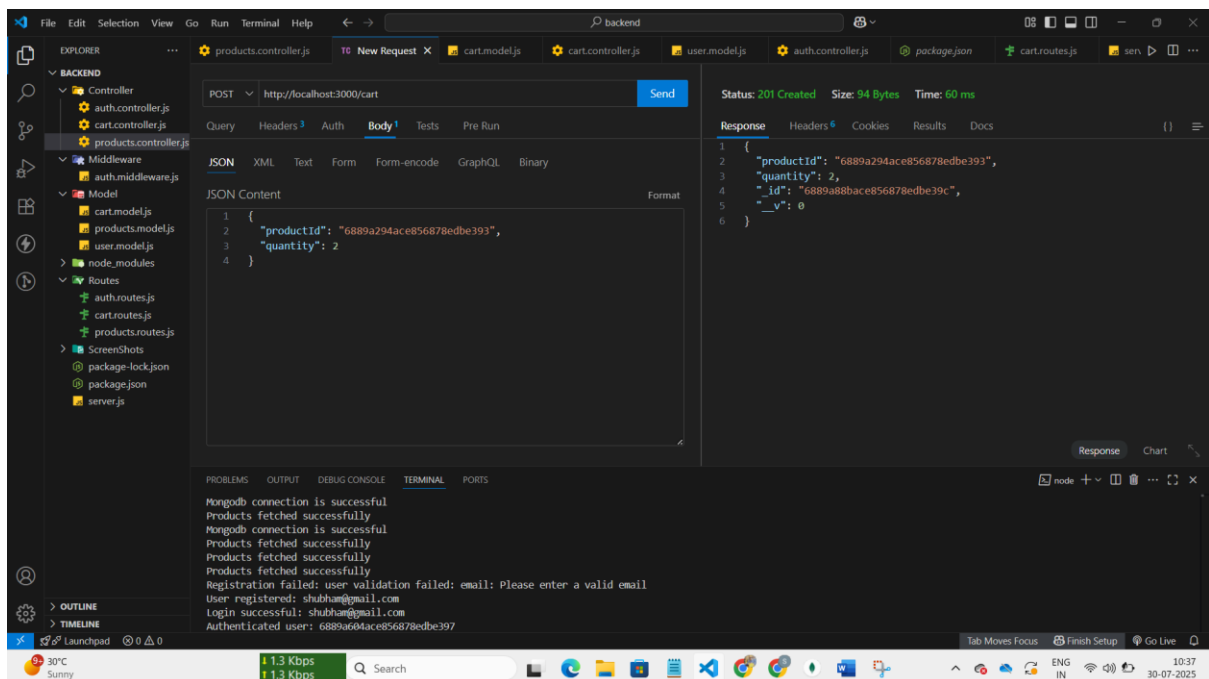 File Edit Selection View Go Run Terminal Help
backend
EXPLORER
BACKEND
Controller
auth.controller.js
cart.controller.js
products.controller.js
Middleware
auth.middleware.js
Model
cart.model.js
products.model.js
user.model.js
node_modules
Routes
auth.routes.js
cart.routes.js
products.routes.js
ScreenShots
package-lock.json
package.json
server.js
OUTLINE
TIMELINE
products.controller.js TC New Request cart.model.js cart.controller.js user.model.js auth.controller.js package.json cart.routes.js serv
POST http://localhost:3000/cart Send
Query Headers 3 Auth Body 1 Tests Pre Run
JSON XML Text Form Form-encode GraphQL Binary
JSON Content Format
1 {
2 "productId": "6889a294ace856878edbe393",
3 "quantity": 2
4 }
Status: 201 Created Size: 94 Bytes Time: 60 ms
Response Headers 6 Cookies Results Docs {}
1 {
2 "productId": "6889a294ace856878edbe393",
3 "quantity": 2,
4 "_id": "6889a88bace856878edbe39c",
5 "__v": 0
6 }
Response Chart
PROBLEMS OUTPUT DEBUG CONSOLE TERMINAL PORTS
node
Mongodb connection is successful
Products fetched successfully
Mongodb connection is successful
Products fetched successfully
Products fetched successfully
Products fetched successfully
Registration failed: user validation failed: email: Please enter a valid email
User registered: shubham@gmail.com
Login successful: shubham@gmail.com
Authenticated user: 6889a604ace856878edbe397
Launchpad 0 0 Tab Moves Focus Finish Setup Go Live
9+ 30°C
Sunny
1.3 Kbps
1.3 Kbps
Search
ENG
IN
10:37
30-07-2025